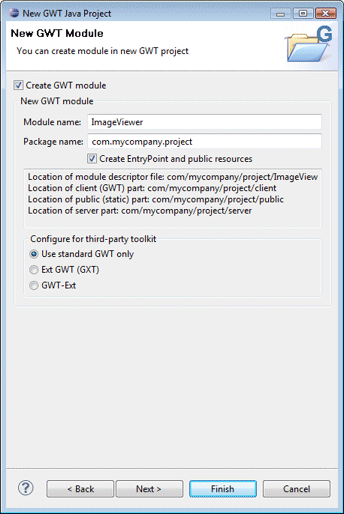 New GWT Java Project
New GWT Module
You can create module in new GWT project
G
Create GWT module
New GWT module
Module name: ImageViewer
Package name: com.mycompany.project
Create EntryPoint and public resources
Location of module descriptor file: com/mycompany/project/ImageView
Location of client (GWT) part: com/mycompany/project/client
Location of public (static) part: com/mycompany/project/public
Location of server part: com/mycompany/project/server
Configure for third-party toolkit
Use standard GWT only
Ext GWT (GXT)
GWT-Ext
? < Back Next > Finish Cancel